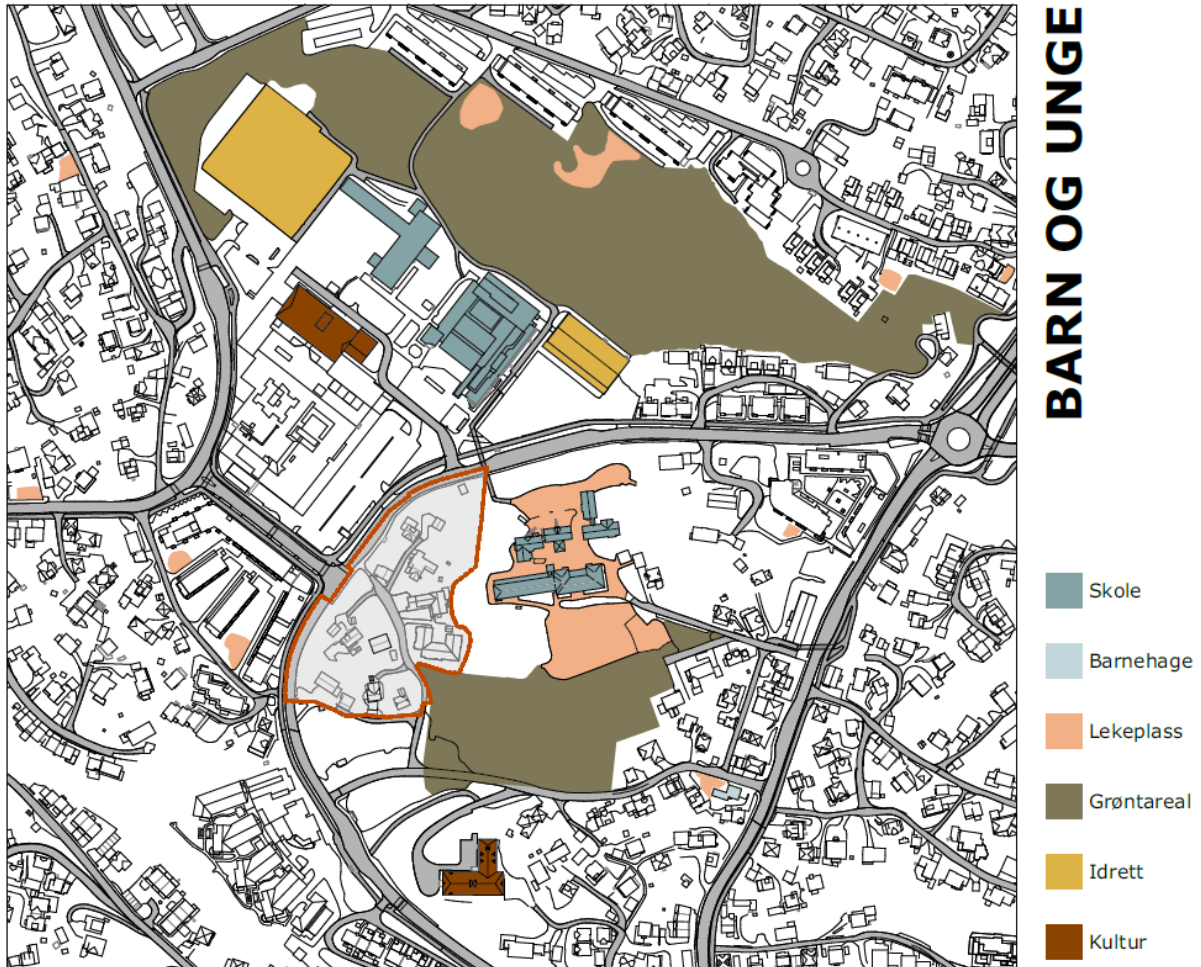 BARN OG UNGE
Skole
Barnehage
Lekeplass
Grøntareal
Idrett
Kultur